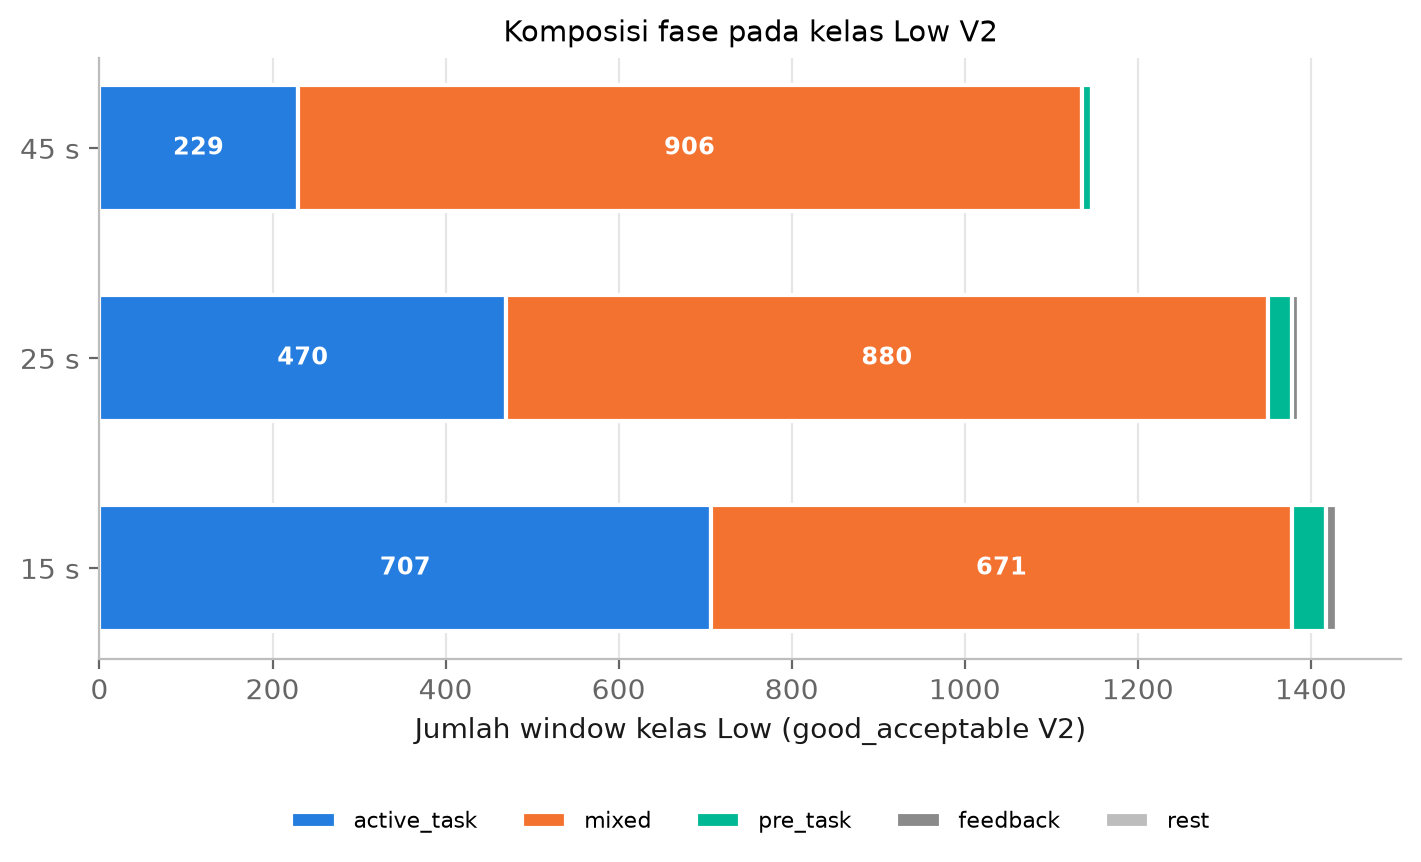 Komposisi fase pada kelas Low V2
45 s
229
906
25 s
470
880
15 s
707
671
0 200 400 600 800 1000 1200 1400
Jumlah window kelas Low (good_acceptable V2)
active_task mixed pre_task feedback rest